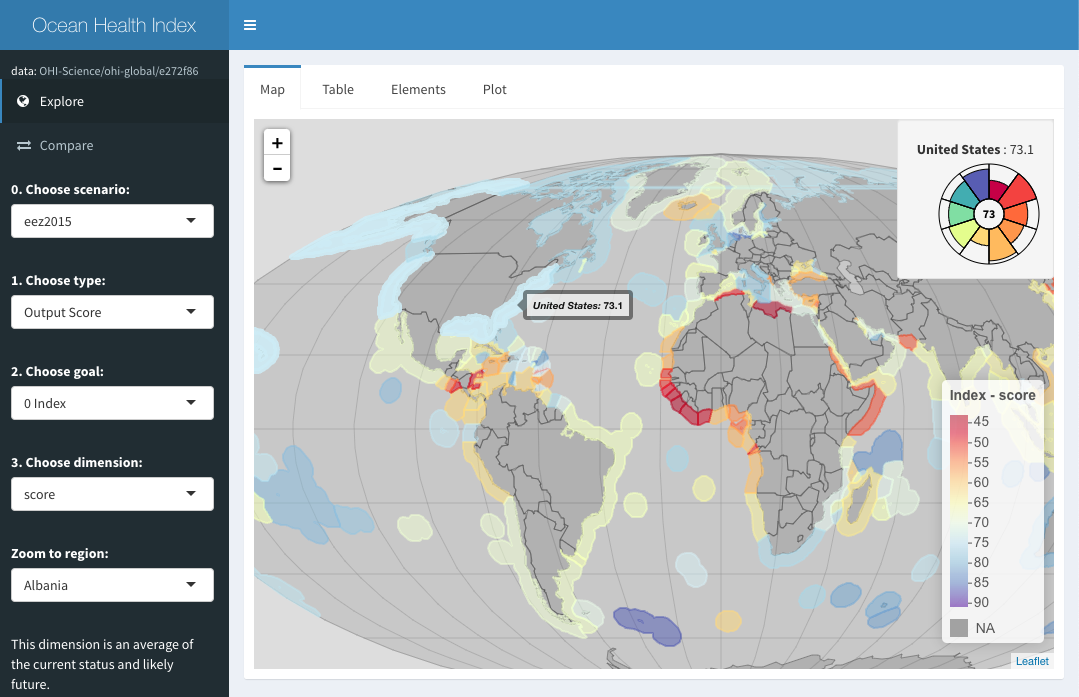 Ocean Health Index
data: OHI-Science/ohi-global/e272f86
Explore
Compare
0. Choose scenario:
eez2015
1. Choose type:
Output Score
2. Choose goal:
0 Index
3. Choose dimension:
score
Zoom to region:
Albania
This dimension is an average of
the current status and likely
future.
Map Table Elements Plot
+
−
United States : 73.1
73
United States: 73.1
Index - score
45
50
55
60
65
70
75
80
85
90
NA
Leaflet